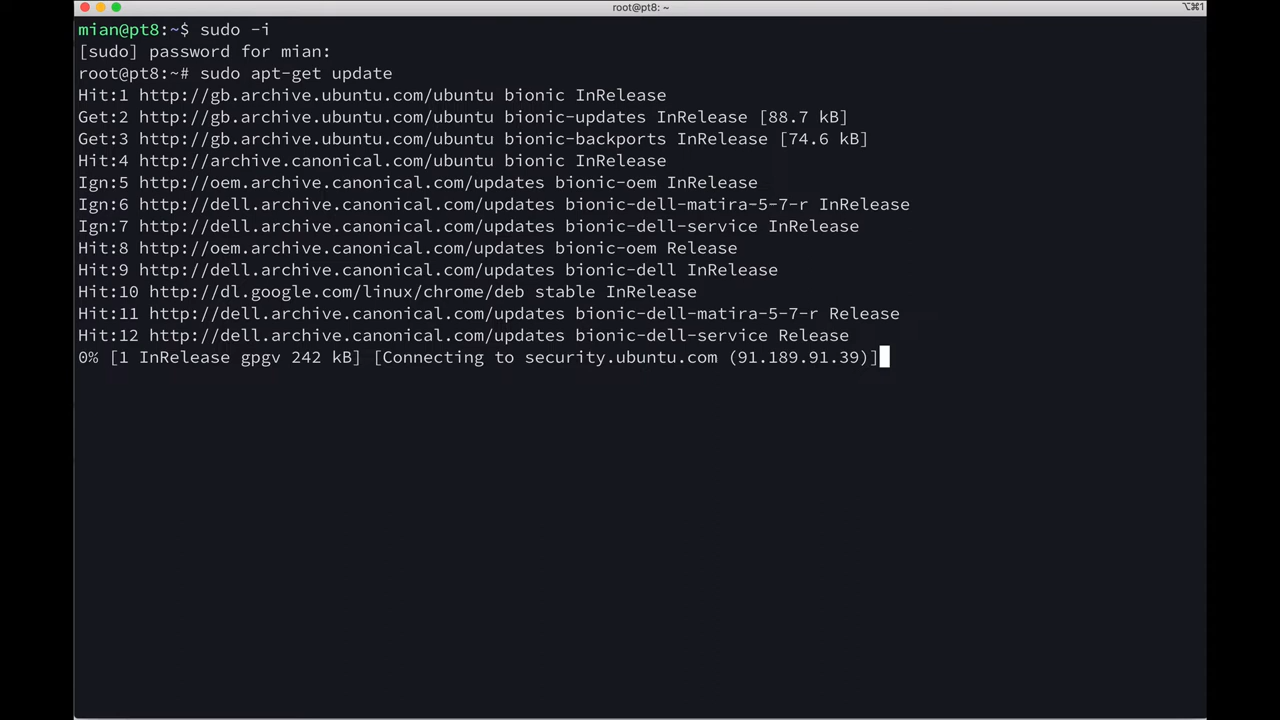 root@pt8: ~
⌥⌘1
mian@pt8:~$ sudo -i
[sudo] password for mian:
root@pt8:~# sudo apt-get update
Hit:1 http://gb.archive.ubuntu.com/ubuntu bionic InRelease
Get:2 http://gb.archive.ubuntu.com/ubuntu bionic-updates InRelease [88.7 kB]
Get:3 http://gb.archive.ubuntu.com/ubuntu bionic-backports InRelease [74.6 kB]
Hit:4 http://archive.canonical.com/ubuntu bionic InRelease
Ign:5 http://oem.archive.canonical.com/updates bionic-oem InRelease
Ign:6 http://dell.archive.canonical.com/updates bionic-dell-matira-5-7-r InRelease
Ign:7 http://dell.archive.canonical.com/updates bionic-dell-service InRelease
Hit:8 http://oem.archive.canonical.com/updates bionic-oem Release
Hit:9 http://dell.archive.canonical.com/updates bionic-dell InRelease
Hit:10 http://dl.google.com/linux/chrome/deb stable InRelease
Hit:11 http://dell.archive.canonical.com/updates bionic-dell-matira-5-7-r Release
Hit:12 http://dell.archive.canonical.com/updates bionic-dell-service Release
0% [1 InRelease gpgv 242 kB] [Connecting to security.ubuntu.com (91.189.91.39)]